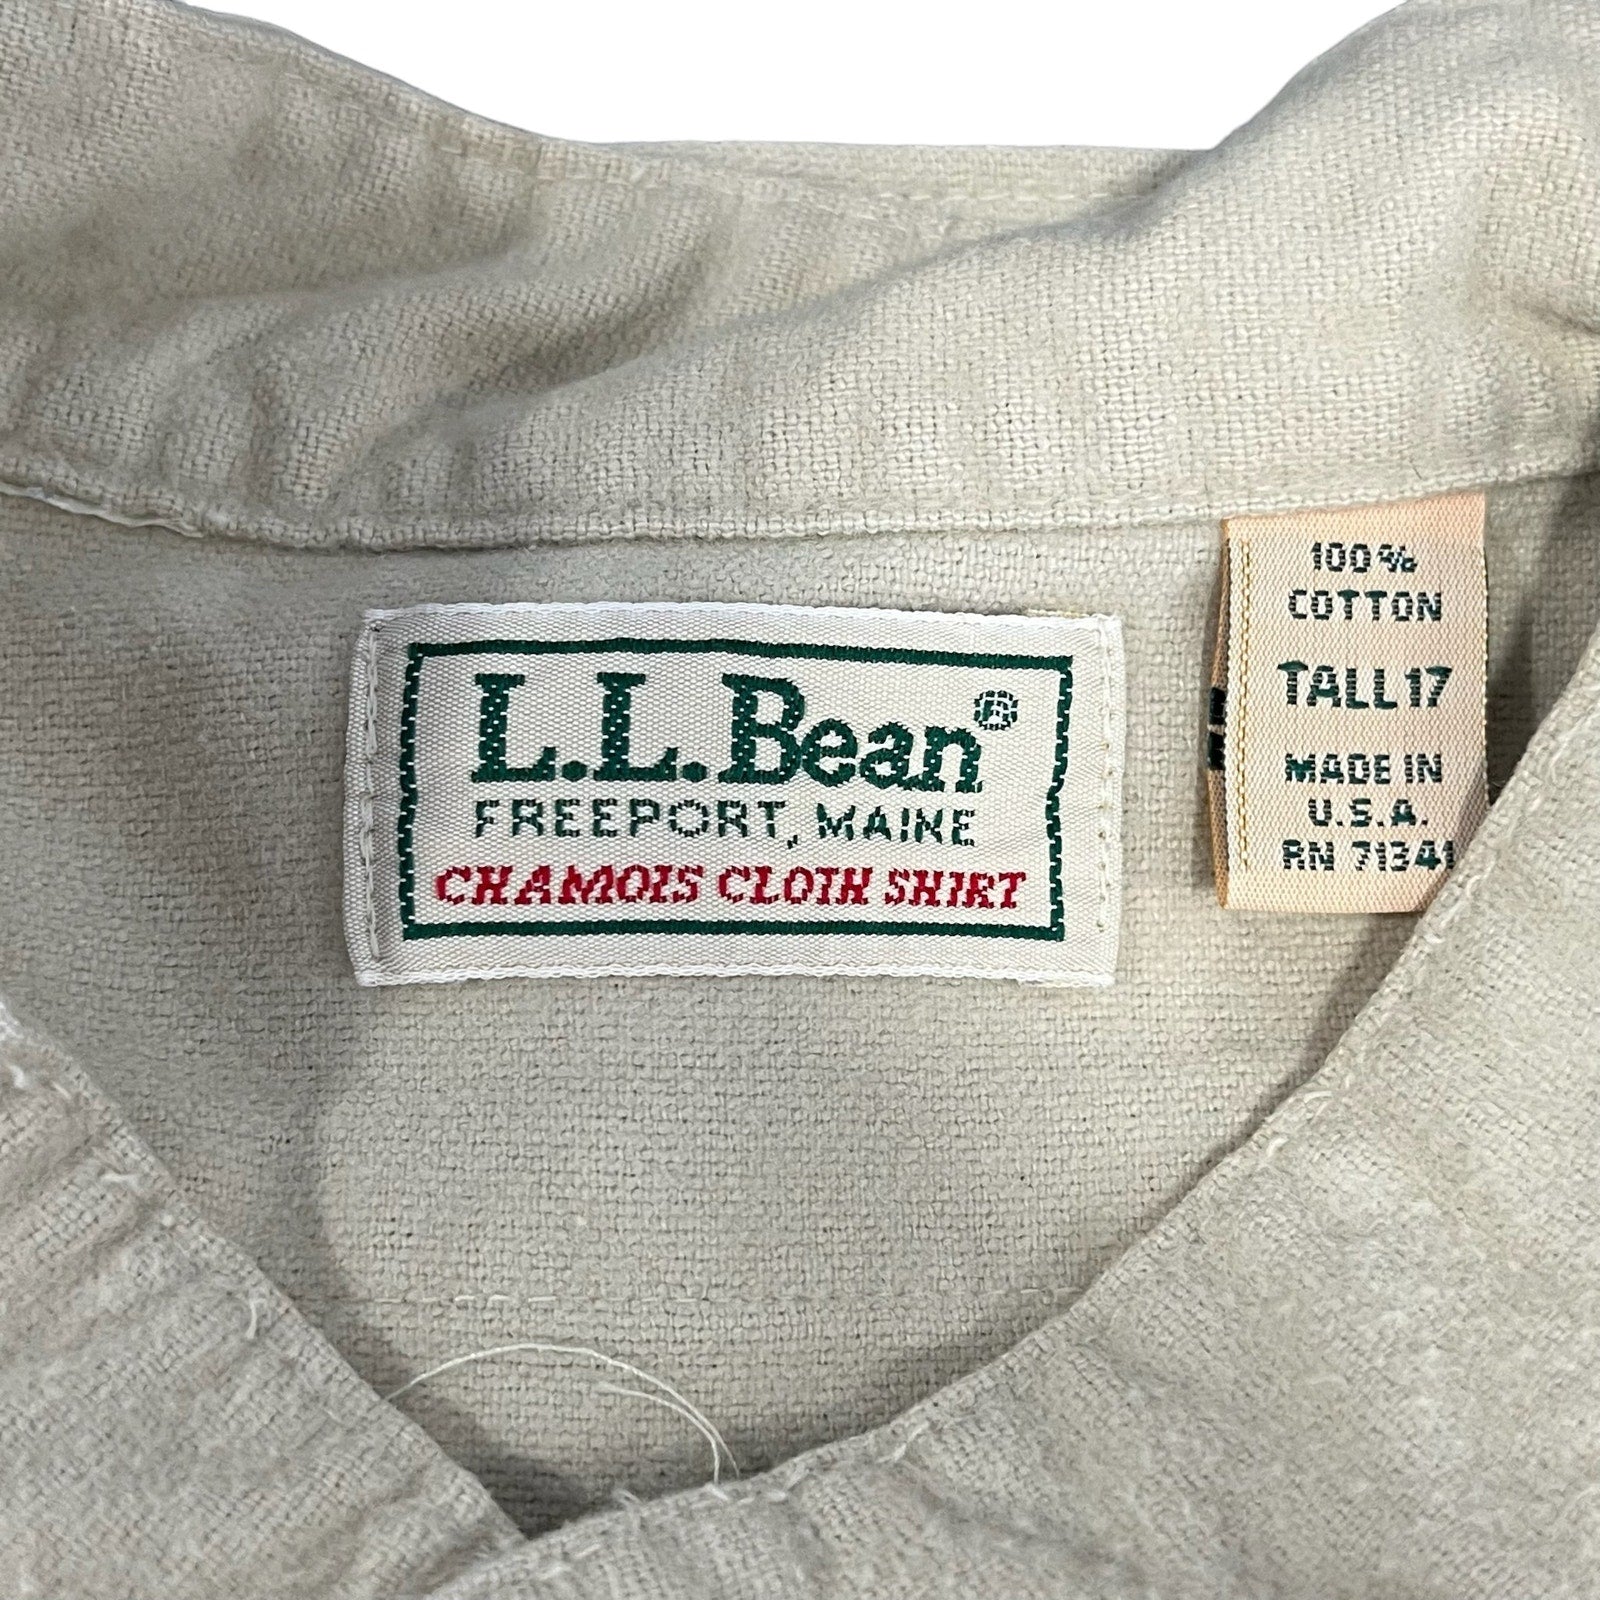 L.L.Bean®
FREEPORT, MAINE
CHAMOIS CLOTH SHIRT
100%
COTTON
TALL 17
MADE IN
U.S.A.
RN 71341